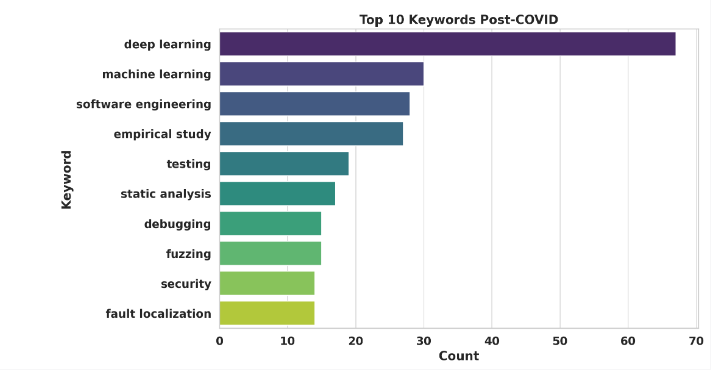 Top 10 Keywords Post-COVID
deep learning
machine learning
software engineering
empirical study
testing
static analysis
debugging
fuzzing
security
fault localization
Keyword
0 10 20 30 40 50 60 70
Count